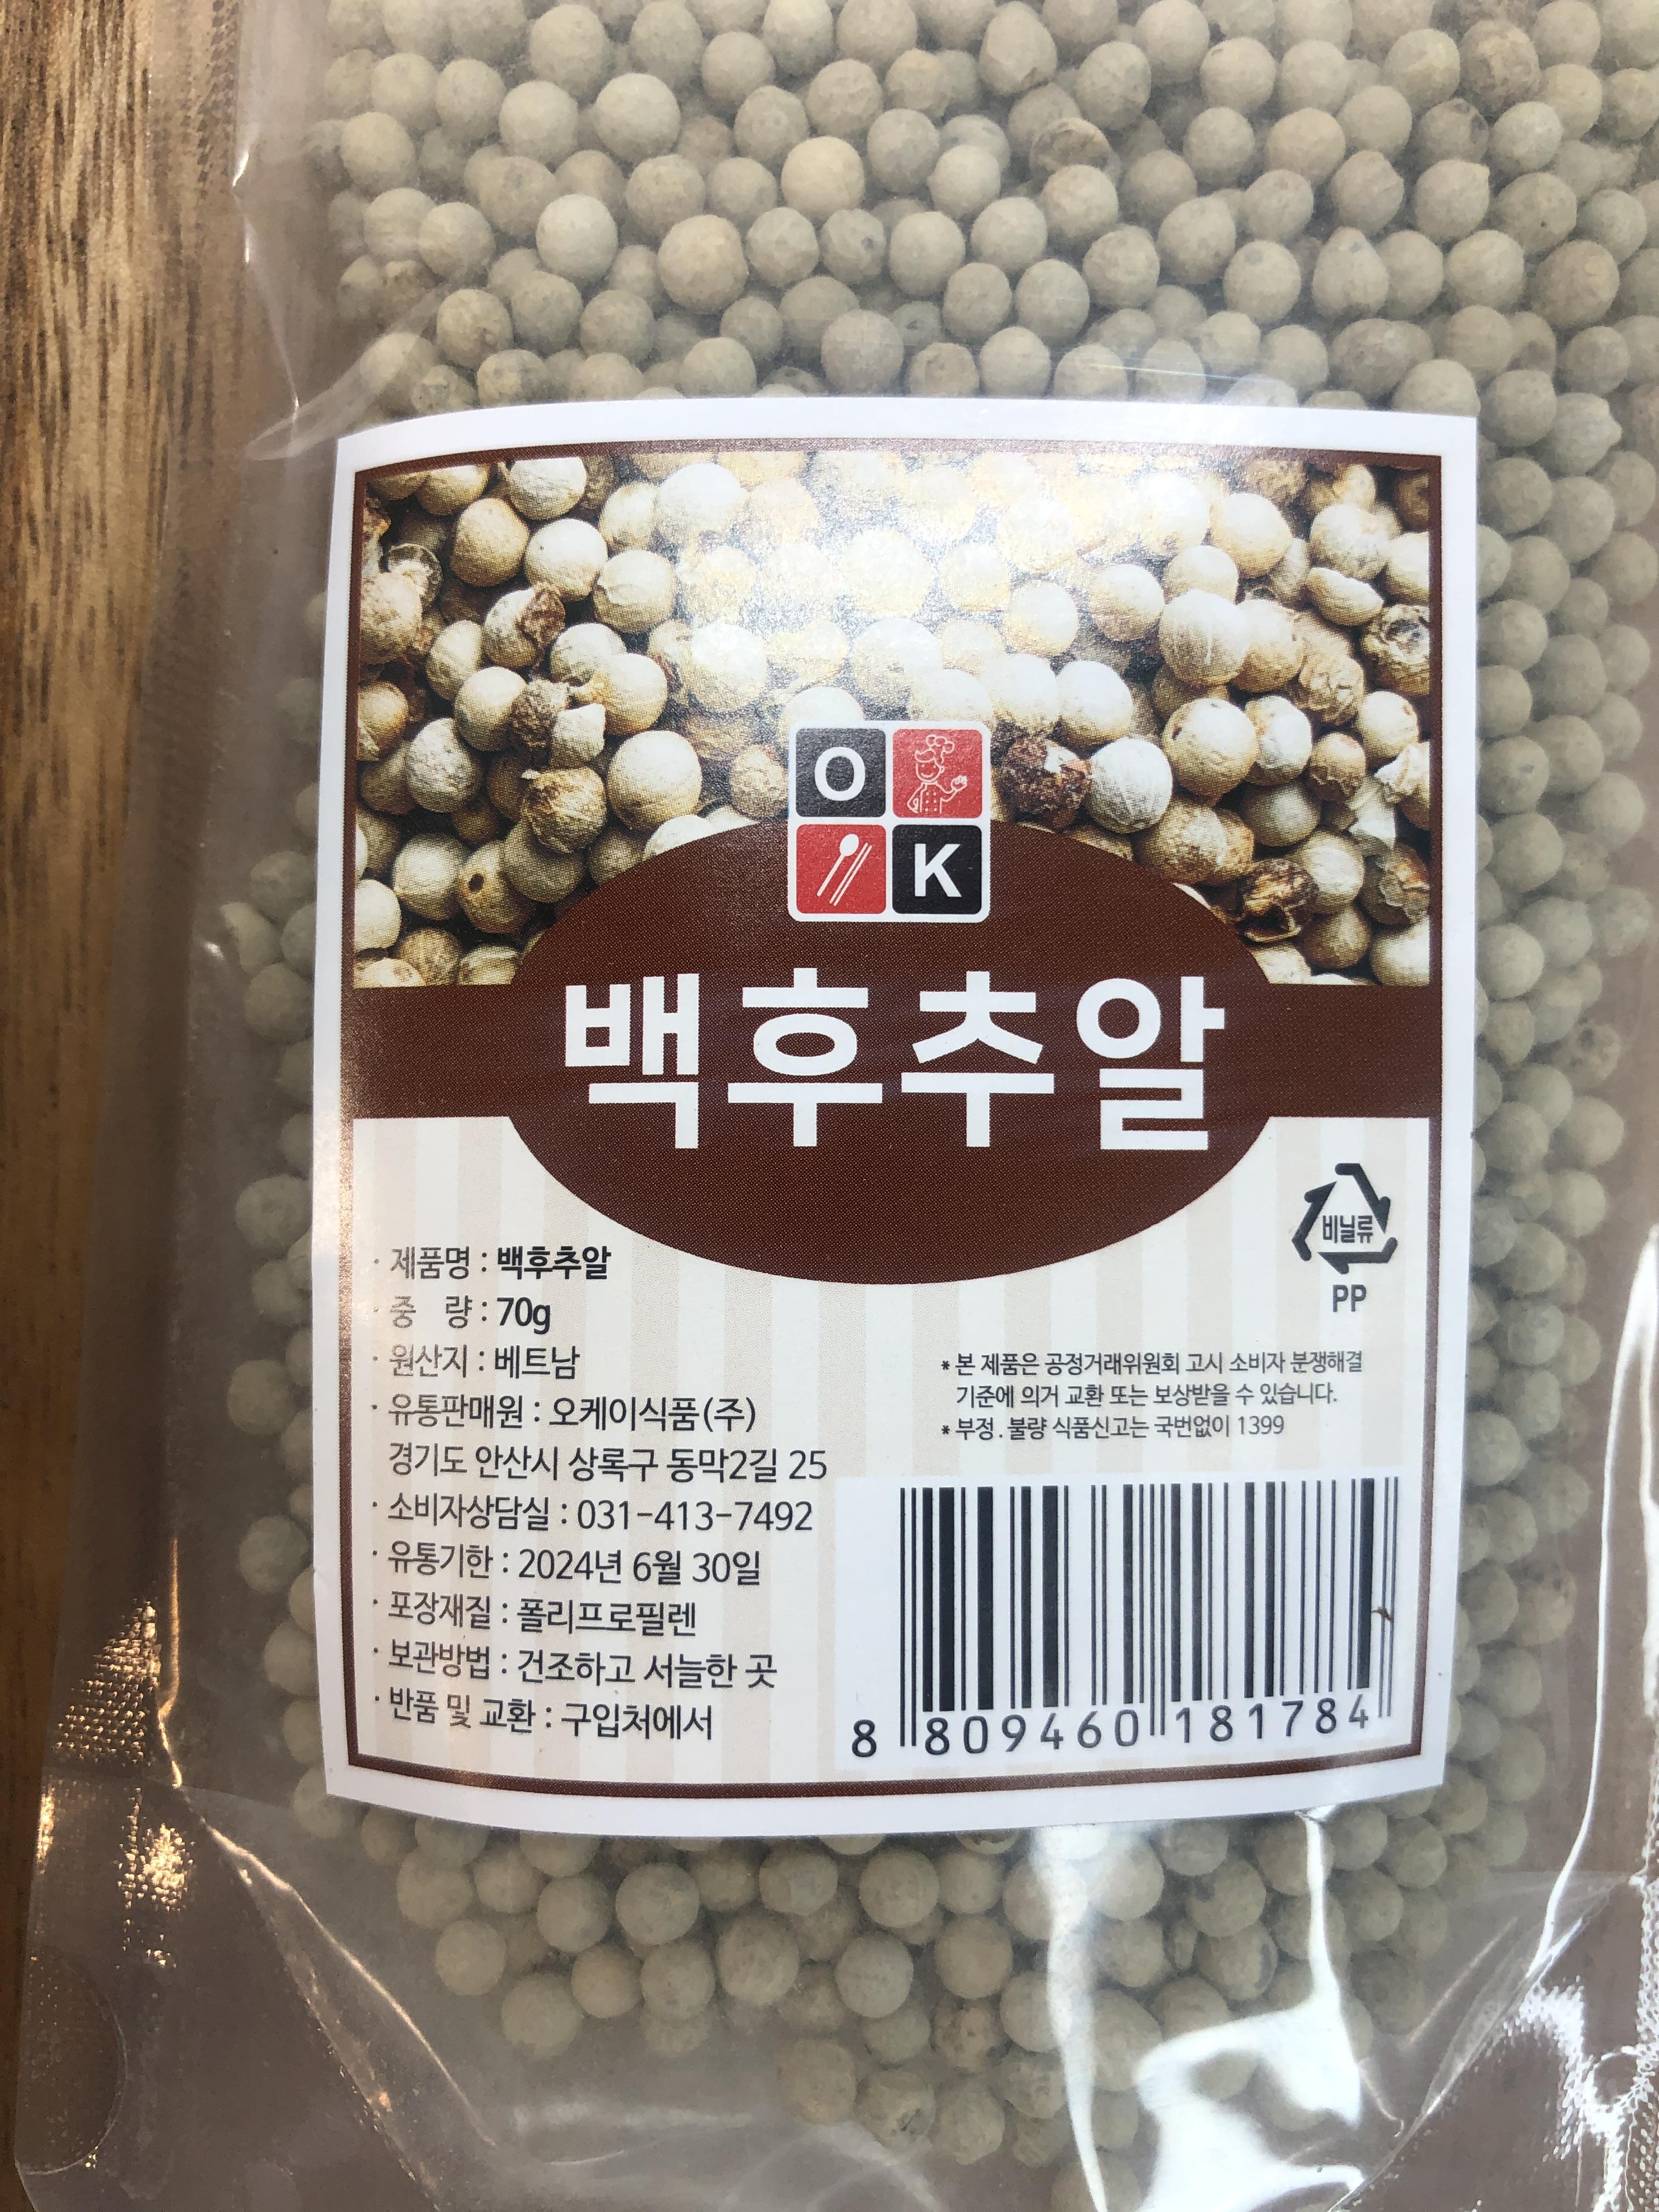 O
K
백후추알
비닐류
PP
· 제품명 : 백후추알
· 중 량 : 70g
· 원산지 : 베트남
· 유통판매원 : 오케이식품(주)
경기도 안산시 상록구 동막2길 25
· 소비자상담실 : 031-413-7492
· 유통기한 : 2024년 6월 30일
· 포장재질 : 폴리프로필렌
· 보관방법 : 건조하고 서늘한 곳
· 반품 및 교환 : 구입처에서
* 본 제품은 공정거래위원회 고시 소비자 분쟁해결
기준에 의거 교환 또는 보상받을 수 있습니다.
* 부정.불량 식품신고는 국번없이 1399
8 809460 181784